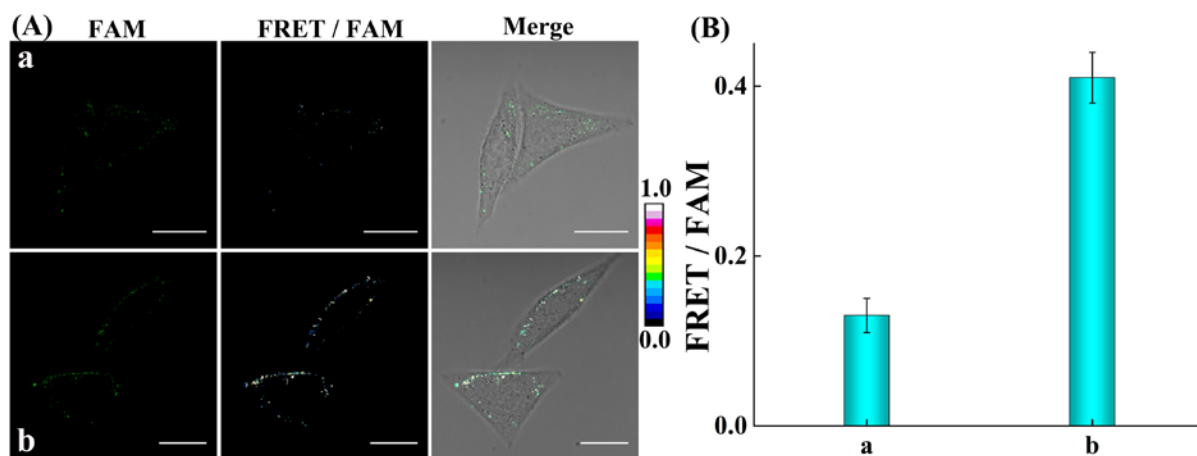 (A) FAM FRET / FAM Merge
a
b
1.0
0.0
(B)
FRET / FAM
0.4
0.2
0.0
a b